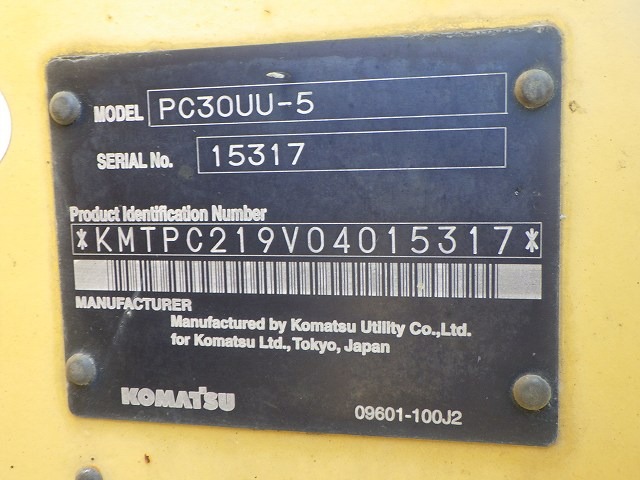 MODEL PC30UU-5
SERIAL No. 15317
Product Identification Number
*KMTPC219V04015317*
MANUFACTURER
Manufactured by Komatsu Utility Co.,Ltd.
for Komatsu Ltd., Tokyo, Japan
KOMATSU
09601-100J2